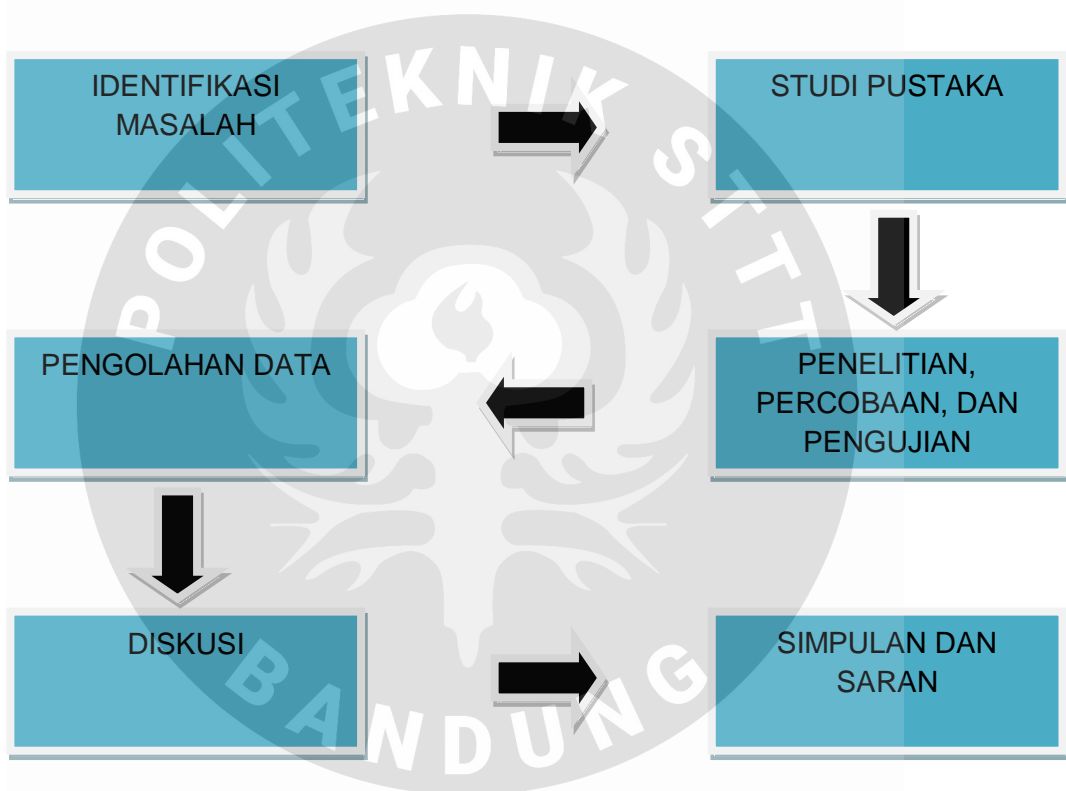 IDENTIFIKASI
MASALAH
STUDI PUSTAKA
PENELITIAN,
PERCOBAAN, DAN
PENGUJIAN
PENGOLAHAN DATA
DISKUSI
SIMPULAN DAN
SARAN
POLITEKNIK STTT
BANDUNG